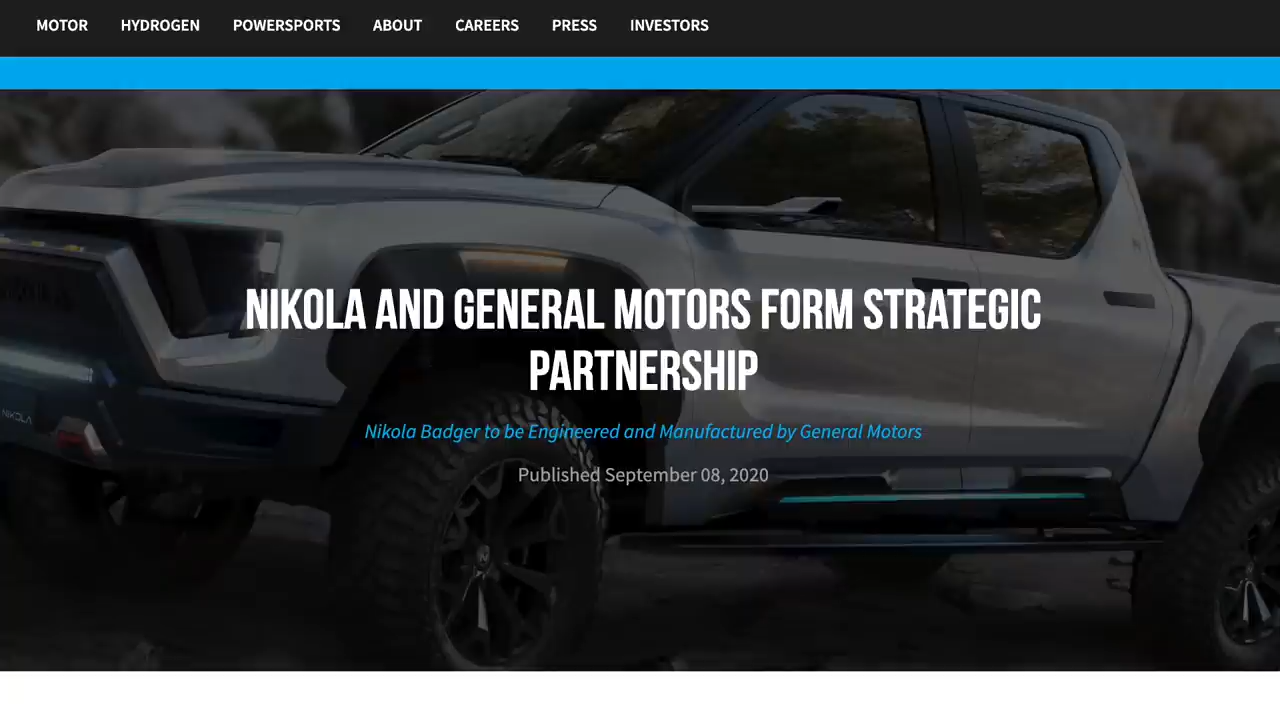 MOTOR HYDROGEN POWERSPORTS ABOUT CAREERS PRESS INVESTORS
NIKOLA AND GENERAL MOTORS FORM STRATEGIC
PARTNERSHIP
Nikola Badger to be Engineered and Manufactured by General Motors
Published September 08, 2020
NIKOLA